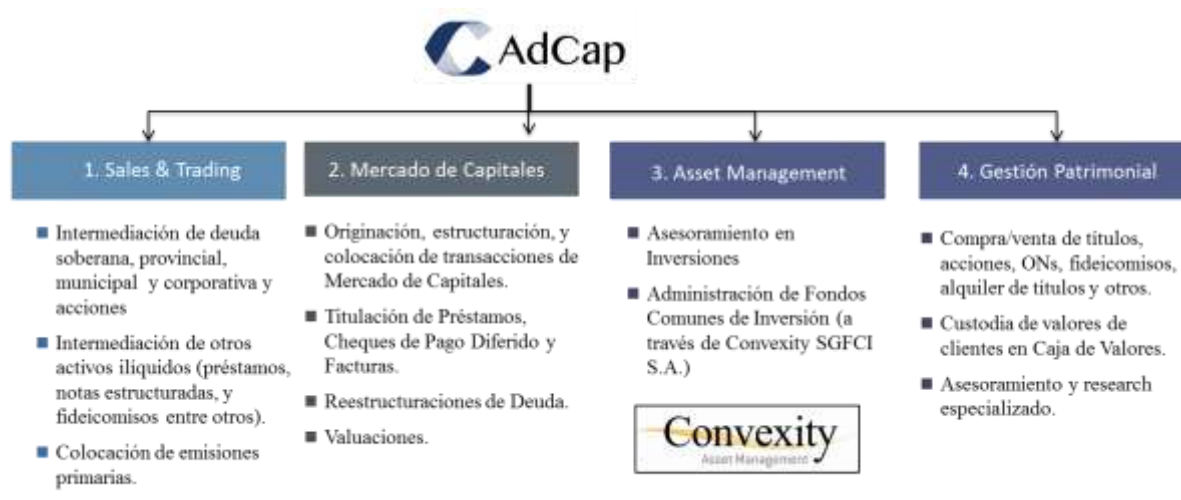 AdCap
1. Sales & Trading
Intermediación de deuda
soberana, provincial,
municipal y corporativa y
acciones
Intermediación de otros
activos ilíquidos (préstamos,
notas estructuradas, y
fideicomisos entre otros).
Colocación de emisiones
primarias.
2. Mercado de Capitales
Originación, estructuración, y
colocación de transacciones de
Mercado de Capitales.
Titulación de Préstamos,
Cheques de Pago Diferido y
Facturas.
Reestructuraciones de Deuda.
Valuaciones.
3. Asset Management
Asesoramiento en
Inversiones
Administración de Fondos
Comunes de Inversión (a
través de Convexity SGFCI
S.A.)
Convexity
Asset Management
4. Gestión Patrimonial
Compra/venta de títulos,
acciones, ONs, fideicomisos,
alquiler de títulos y otros.
Custodia de valores de
clientes en Caja de Valores.
Asesoramiento y research
especializado.